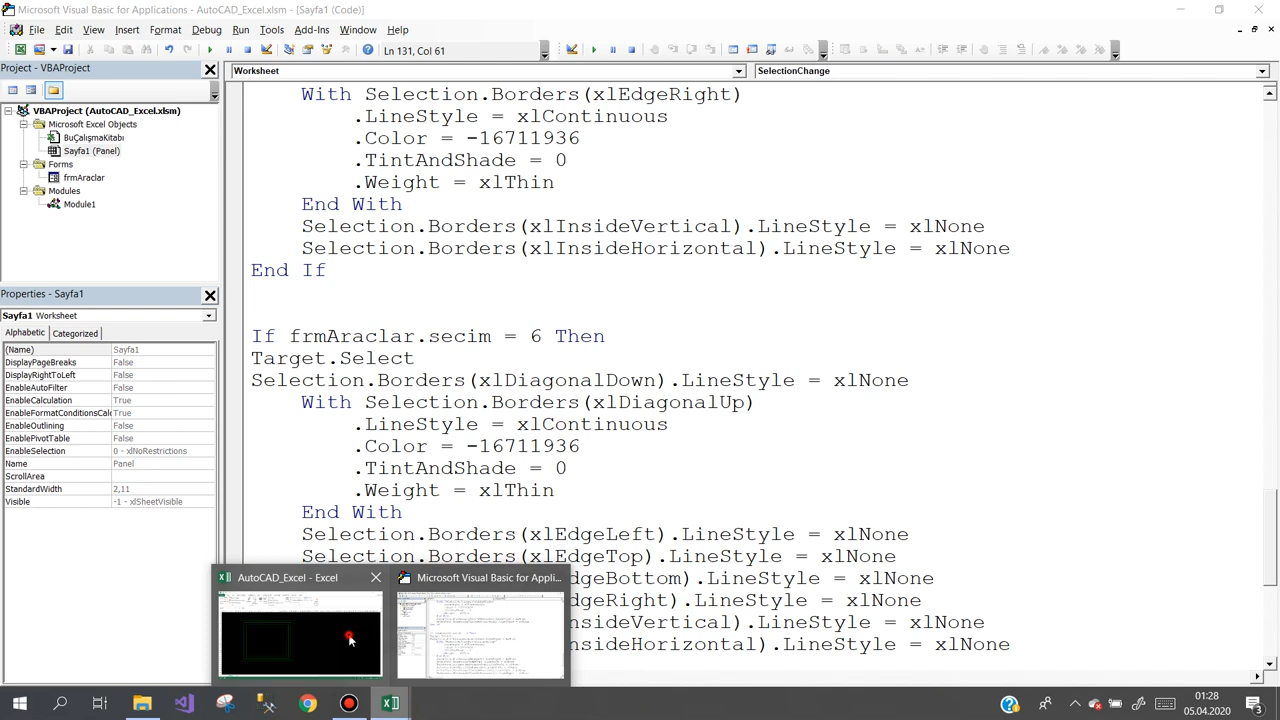 Microsoft Visual Basic for Applications - AutoCAD_Excel.xlsm - [Sayfa1 (Code)]
File Edit View Insert Format Debug Run Tools Add-Ins Window Help
Ln 131, Col 61
Project - VBAProject
VBAProject (AutoCAD_Excel.xlsm)
Microsoft Excel Objects
BuÇalışmaKitabı
Sayfa1 (Panel)
Forms
frmAraclar
Modules
Module1
Properties - Sayfa1
Sayfa1 Worksheet
Alphabetic Categorized
(Name) Sayfa1
DisplayPageBreaks False
DisplayRightToLeft False
EnableAutoFilter False
EnableCalculation True
EnableFormatConditionsCalc True
EnableOutlining False
EnablePivotTable False
EnableSelection 0 - xlNoRestrictions
Name Panel
ScrollArea
StandardWidth 2,11
Visible -1 - xlSheetVisible
Worksheet SelectionChange
With Selection.Borders(xlEdgeRight)
.LineStyle = xlContinuous
.Color = -16711936
.TintAndShade = 0
.Weight = xlThin
End With
Selection.Borders(xlInsideVertical).LineStyle = xlNone
Selection.Borders(xlInsideHorizontal).LineStyle = xlNone
End If
If frmAraclar.secim = 6 Then
Target.Select
Selection.Borders(xlDiagonalDown).LineStyle = xlNone
With Selection.Borders(xlDiagonalUp)
.LineStyle = xlContinuous
.Color = -16711936
.TintAndShade = 0
.Weight = xlThin
End With
Selection.Borders(xlEdgeLeft).LineStyle = xlNone
Selection.Borders(xlEdgeTop).LineStyle = xlNone
dgeBottom).LineStyle = xlNone
dgeRight).LineStyle = xlNone
nsideVertical).LineStyle = xlNone
nsideHorizontal).LineStyle = xlNone
AutoCAD_Excel - Excel
Microsoft Visual Basic for Appli...
01:28
05.04.2020
3